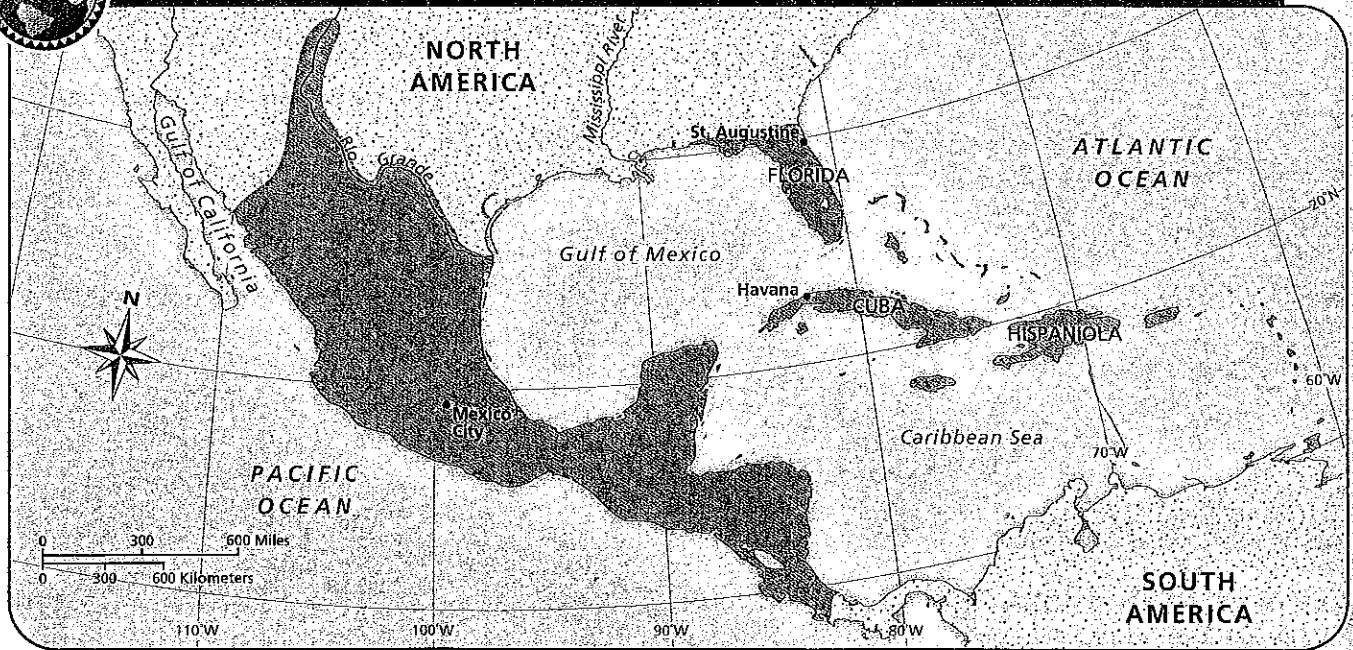 NORTH
AMERICA
Mississippi River
St. Augustine
FLORIDA
ATLANTIC
OCEAN
Gulf of California
Rio Grande
20°N
Gulf of Mexico
Havana
CUBA
HISPANIOLA
N
60°W
Mexico
City
Caribbean Sea
70°W
PACIFIC
OCEAN
0 300 600 Miles
0 300 600 Kilometers
SOUTH
AMERICA
110°W
100°W
90°W
80°W